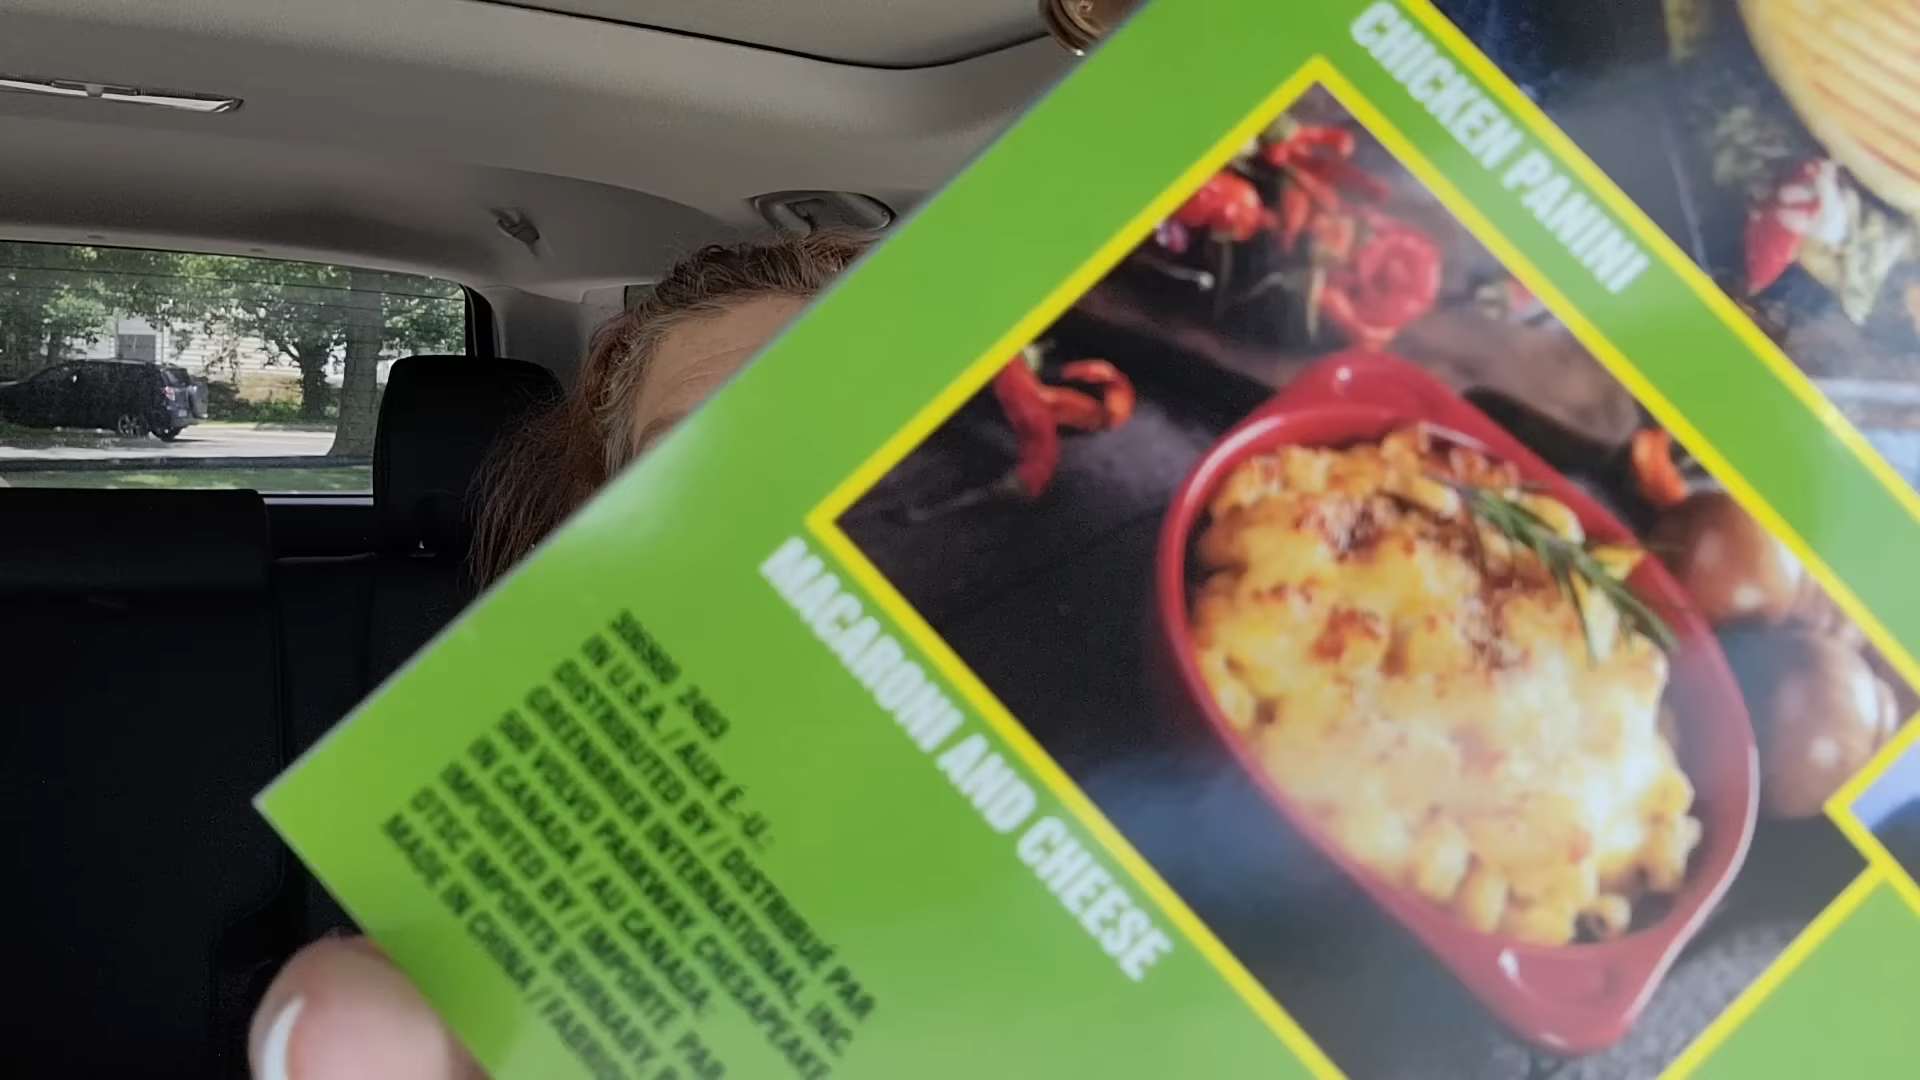 CHICKEN PANINI
MACARONI AND CHEESE
2403
IN U.S.A. / AUX É.-U.:
DISTRIBUTED BY / DISTRIBUÉ PAR
GREENBRIER INTERNATIONAL, INC.
500 VOLVO PARKWAY, CHESAPEAKE
IN CANADA / AU CANADA:
IMPORTED BY / IMPORTÉ PAR
DTSC IMPORTS BURNABY,
MADE IN CHINA /